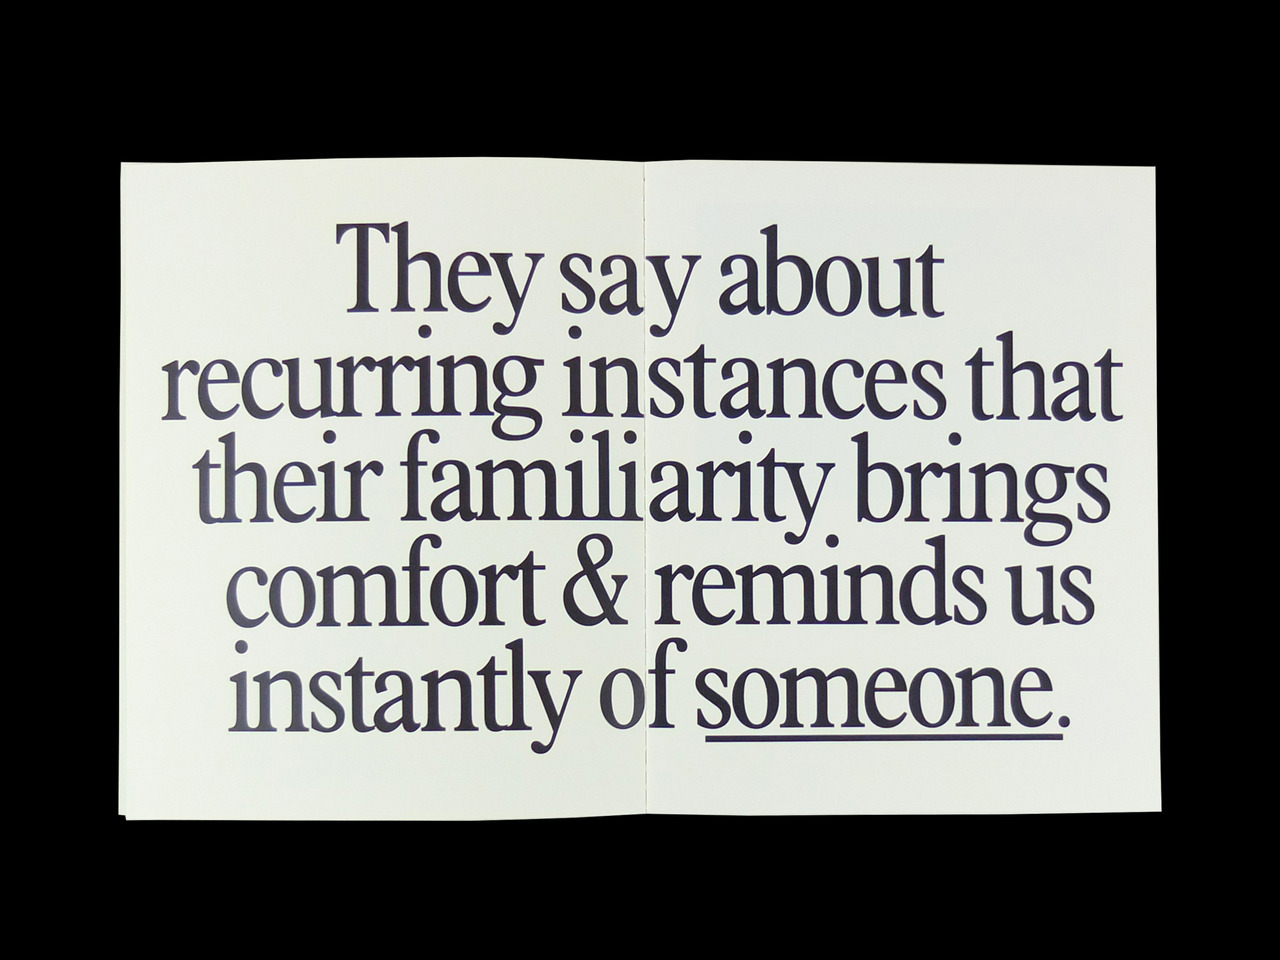 They say about
recurring instances that
their familiarity brings
comfort & reminds us
instantly of someone.